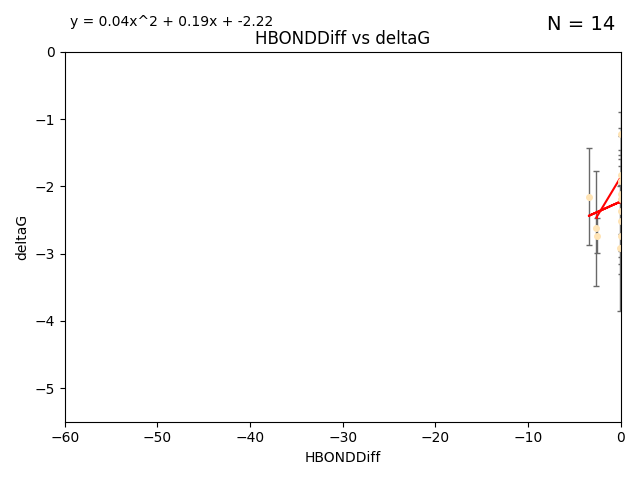 y = 0.04x^2 + 0.19x + -2.22
N = 14
HBONDDiff vs deltaG
0
−1
−2
−3
−4
−5
deltaG
−60 −50 −40 −30 −20 −10 0
HBONDDiff